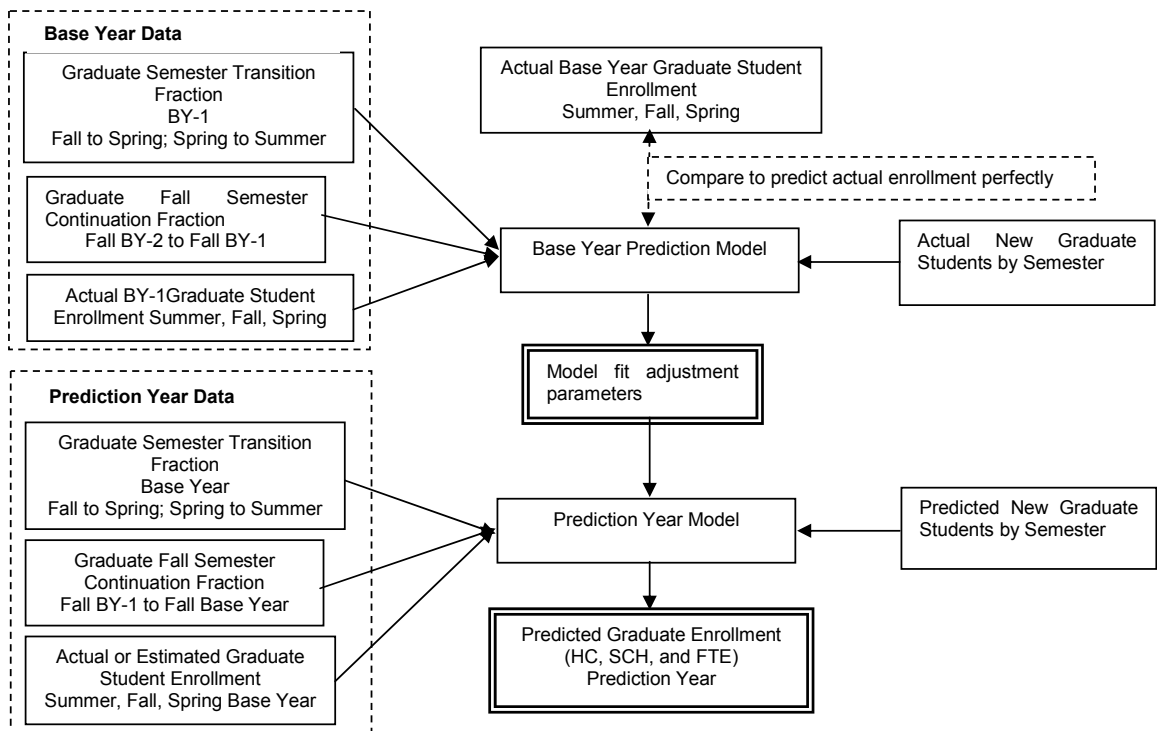 Base Year Data
Graduate Semester Transition
Fraction
BY-1
Fall to Spring; Spring to Summer
Graduate Fall Semester
Continuation Fraction
Fall BY-2 to Fall BY-1
Actual BY-1Graduate Student
Enrollment Summer, Fall, Spring
Actual Base Year Graduate Student
Enrollment
Summer, Fall, Spring
Compare to predict actual enrollment perfectly
Base Year Prediction Model
Actual New Graduate
Students by Semester
Model fit adjustment
parameters
Prediction Year Data
Graduate Semester Transition
Fraction
Base Year
Fall to Spring; Spring to Summer
Graduate Fall Semester
Continuation Fraction
Fall BY-1 to Fall Base Year
Actual or Estimated Graduate
Student Enrollment
Summer, Fall, Spring Base Year
Prediction Year Model
Predicted New Graduate
Students by Semester
Predicted Graduate Enrollment
(HC, SCH, and FTE)
Prediction Year